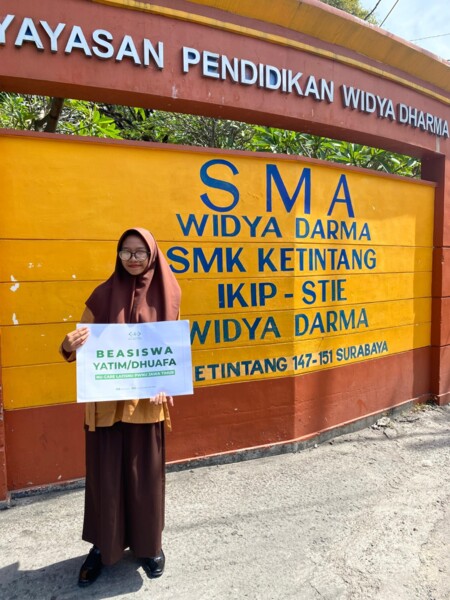 YAYASAN PENDIDIKAN WIDYA DHARMA
SMA
WIDYA DARMA
SMK KETINTANG
IKIP - STIE
WIDYA DARMA
ETINTANG 147-151 SURABAYA
BEASISWA
YATIM/DHUAFA